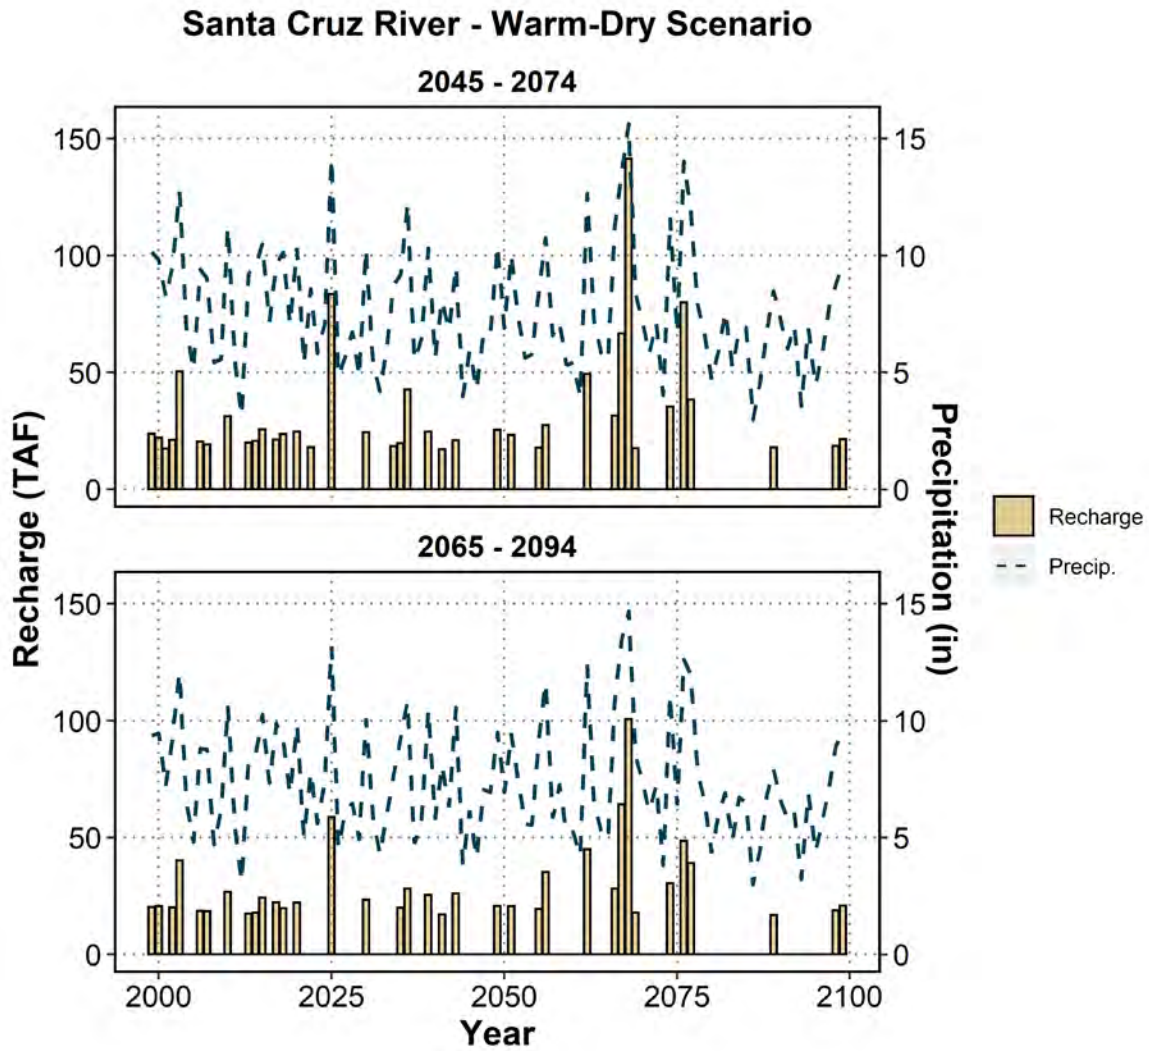 Santa Cruz River - Warm-Dry Scenario
2045 - 2074
150
100
50
0
15
10
5
0
Recharge (TAF)
Precipitation (in)
Recharge
Precip.
2065 - 2094
150
100
50
0
15
10
5
0
2000 2025 2050 2075 2100
Year